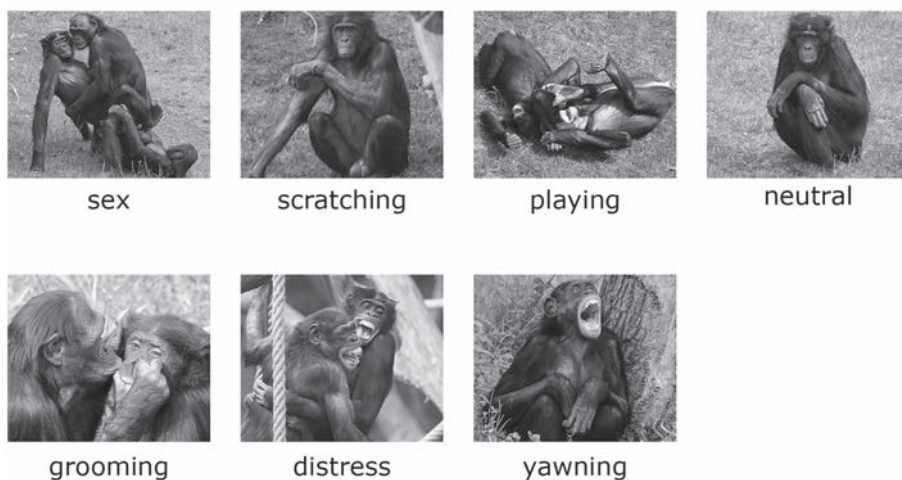 sex
scratching
playing
neutral
grooming
distress
yawning